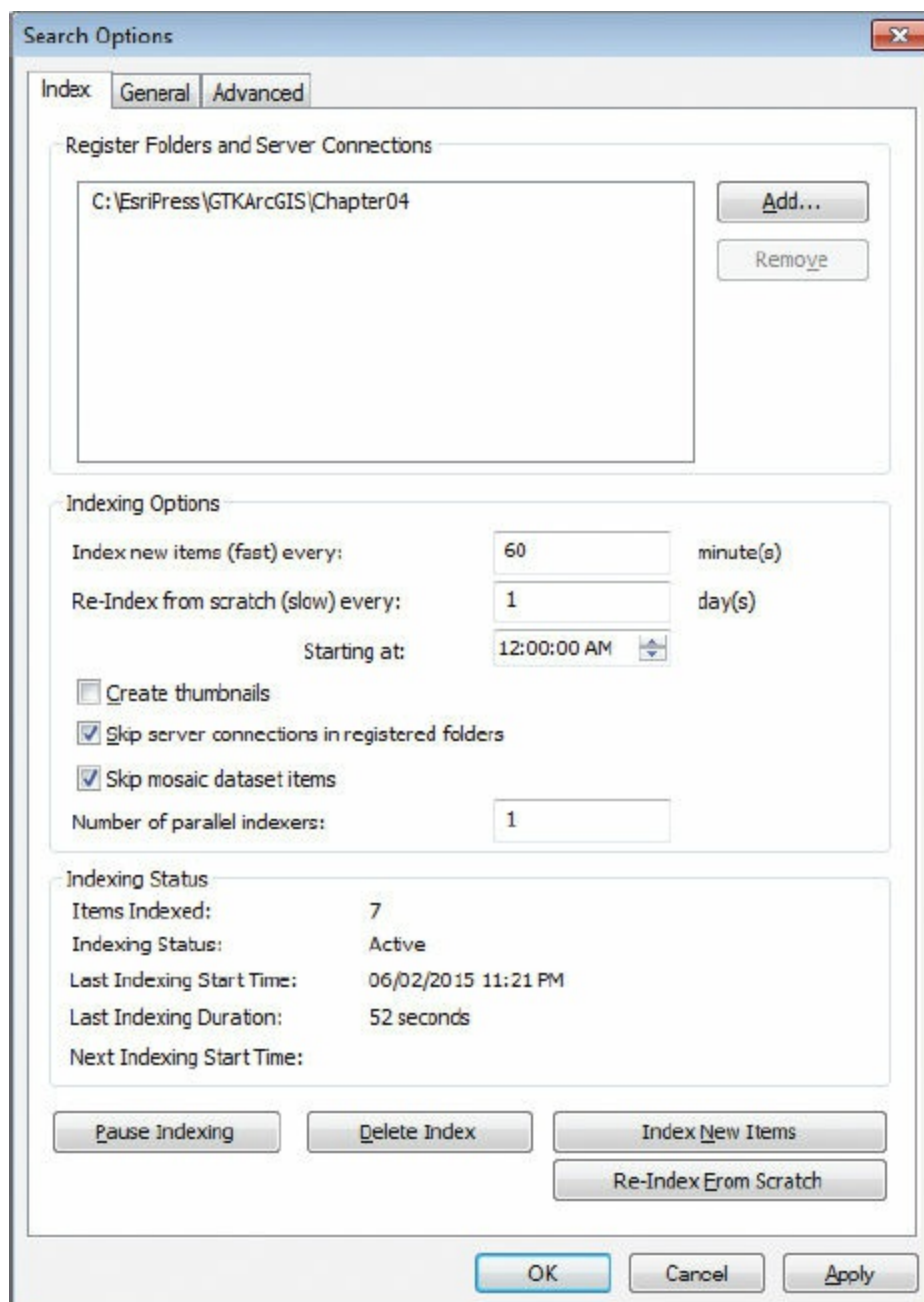 Search Options
Index General Advanced
Register Folders and Server Connections
C:\EsriPress\GTKArcGIS\Chapter04
Add...
Remove
Indexing Options
Index new items (fast) every: 60 minute(s)
Re-Index from scratch (slow) every: 1 day(s)
Starting at: 12:00:00 AM
Create thumbnails
Skip server connections in registered folders
Skip mosaic dataset items
Number of parallel indexers: 1
Indexing Status
Items Indexed: 7
Indexing Status: Active
Last Indexing Start Time: 06/02/2015 11:21 PM
Last Indexing Duration: 52 seconds
Next Indexing Start Time:
Pause Indexing Delete Index Index New Items
Re-Index From Scratch
OK Cancel Apply